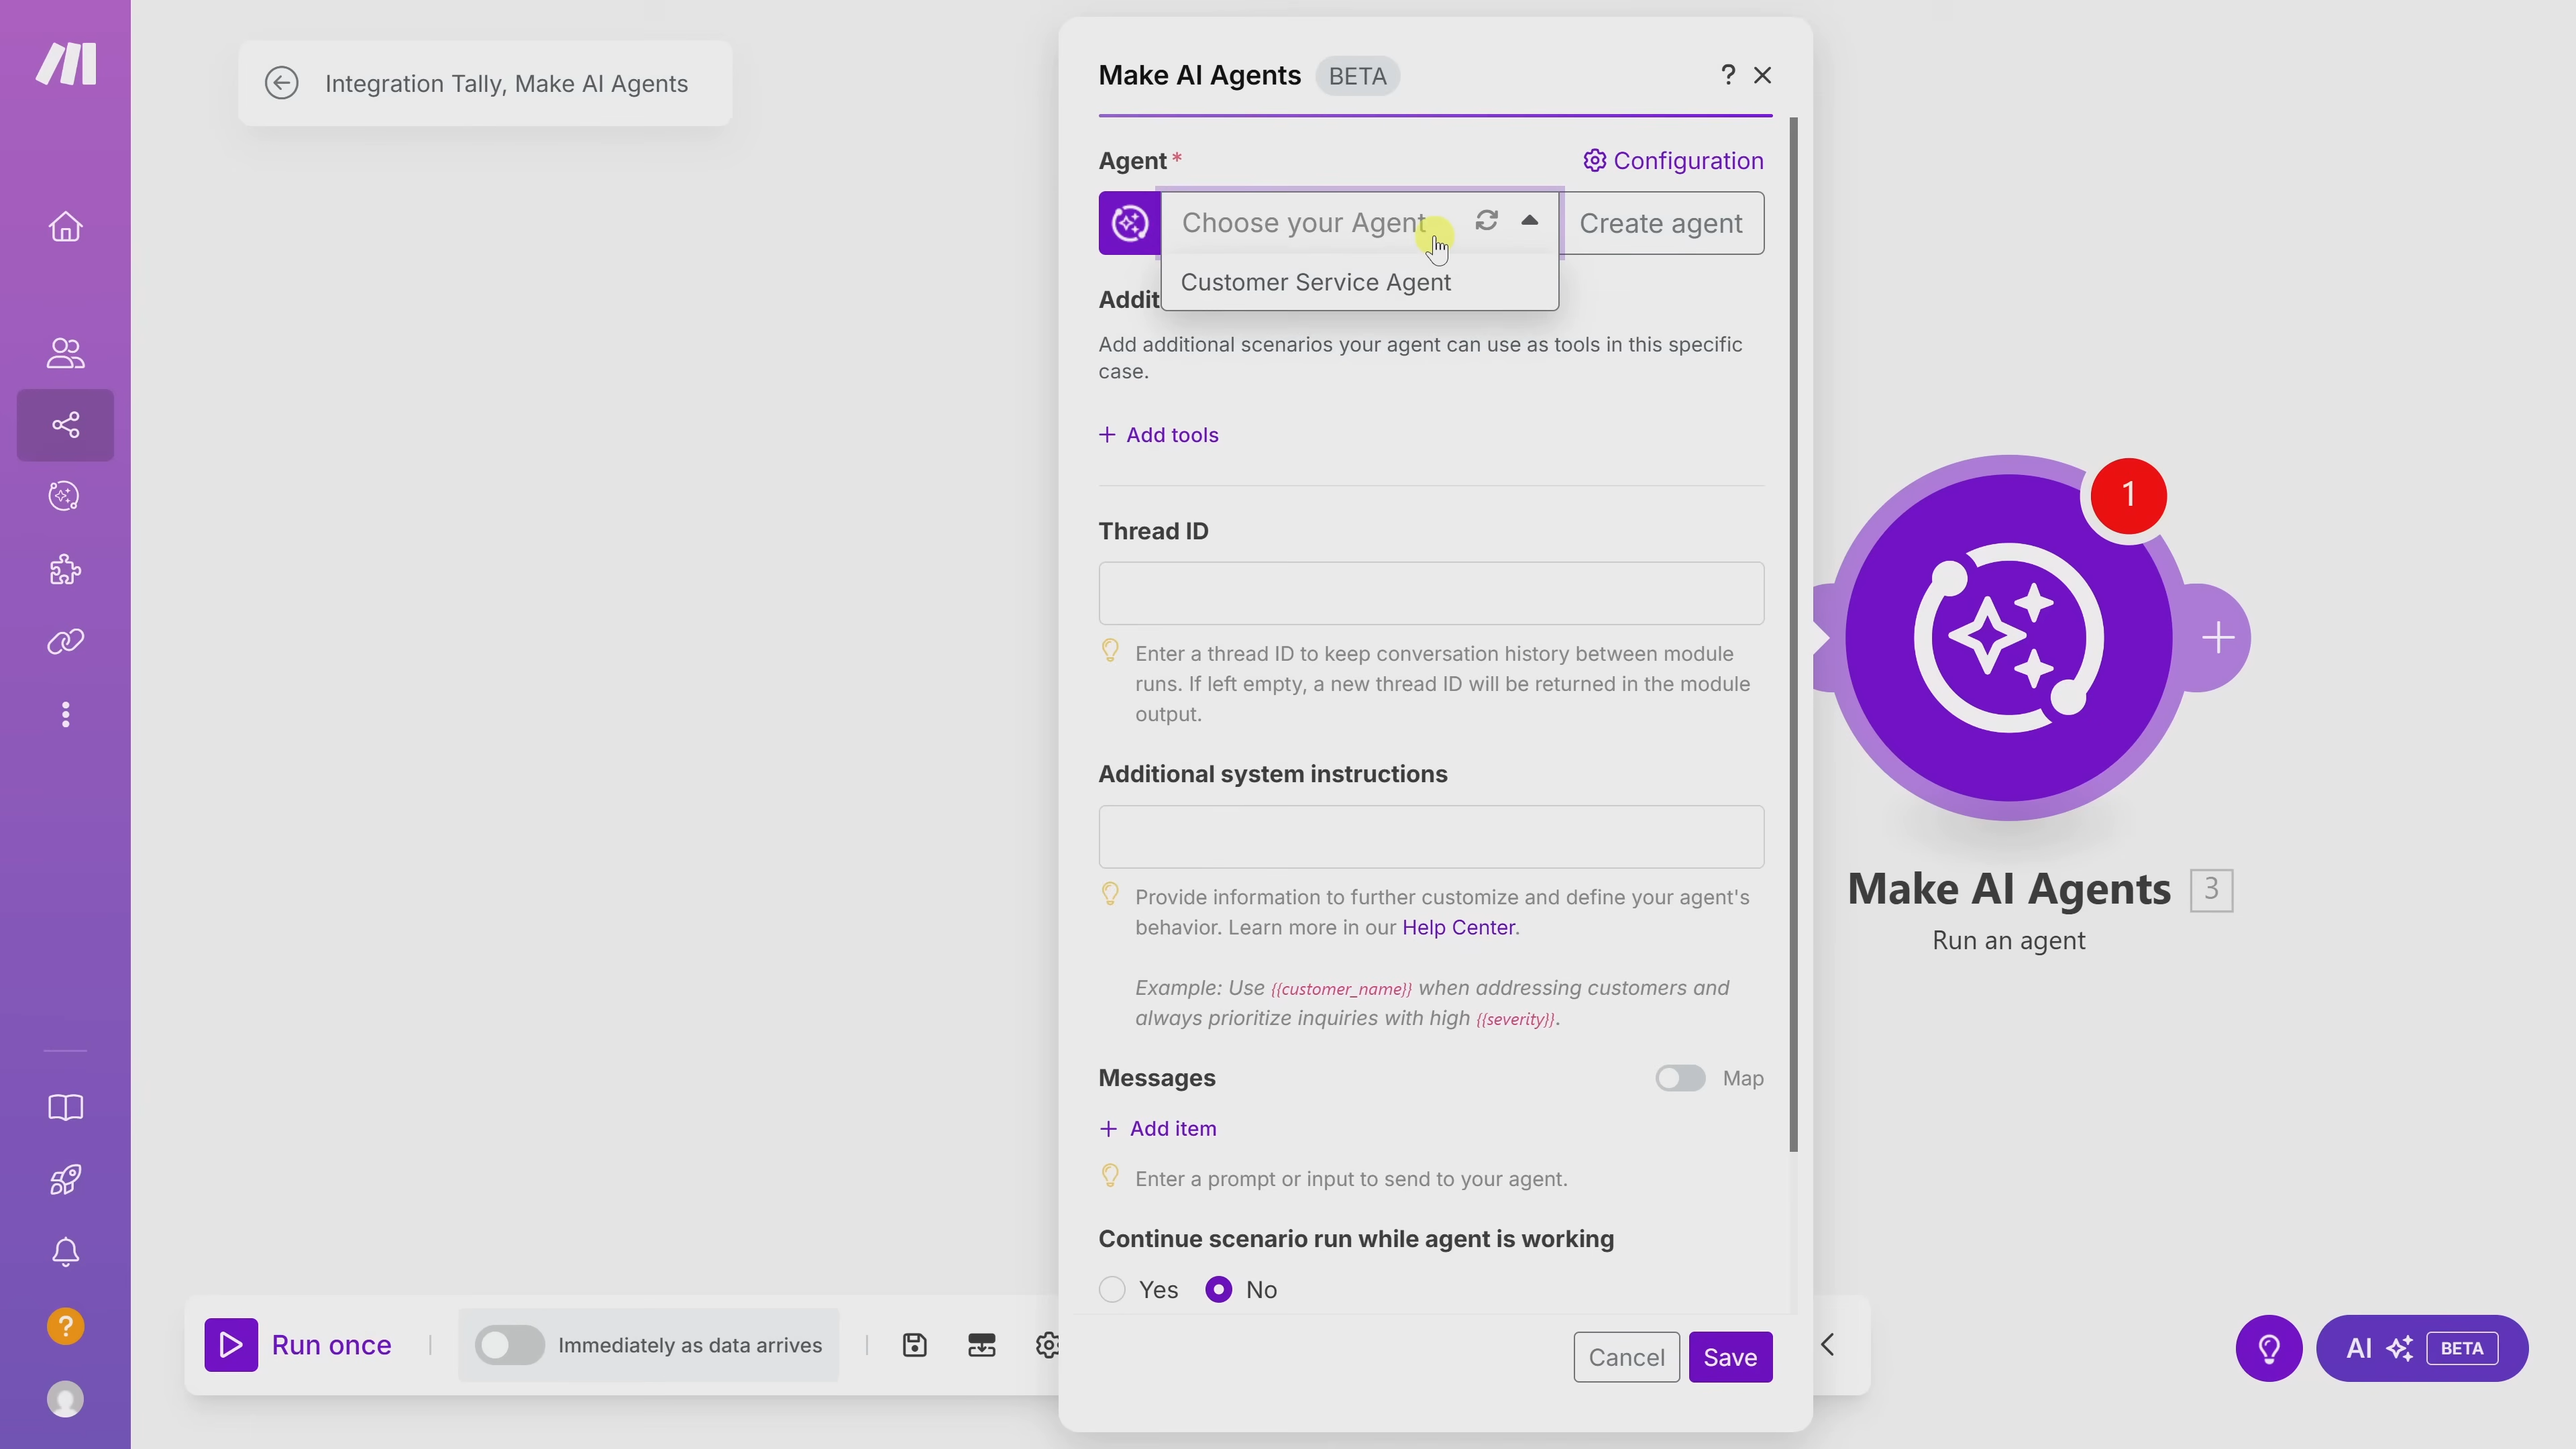 Integration Tally, Make AI Agents
Make AI Agents BETA
?
Agent *
Configuration
Choose your Agent
Create agent
Customer Service Agent
Addit
Add additional scenarios your agent can use as tools in this specific
case.
+ Add tools
Thread ID
Enter a thread ID to keep conversation history between module
runs. If left empty, a new thread ID will be returned in the module
output.
Additional system instructions
Provide information to further customize and define your agent's
behavior. Learn more in our Help Center.
Example: Use {{customer_name}} when addressing customers and
always prioritize inquiries with high {{severity}}.
Messages
Map
+ Add item
Enter a prompt or input to send to your agent.
Continue scenario run while agent is working
Yes No
Cancel Save
1
Make AI Agents 3
Run an agent
?
Run once
Immediately as data arrives
AI BETA